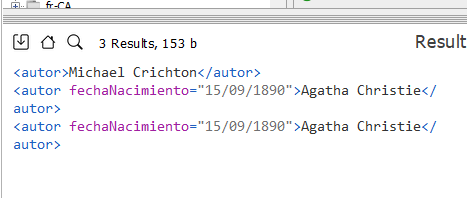 fr-CA
3 Results, 153 b
Result
<autor>Michael Crichton</autor>
<autor fechaNacimiento="15/09/1890">Agatha Christie</
autor>
<autor fechaNacimiento="15/09/1890">Agatha Christie</
autor>